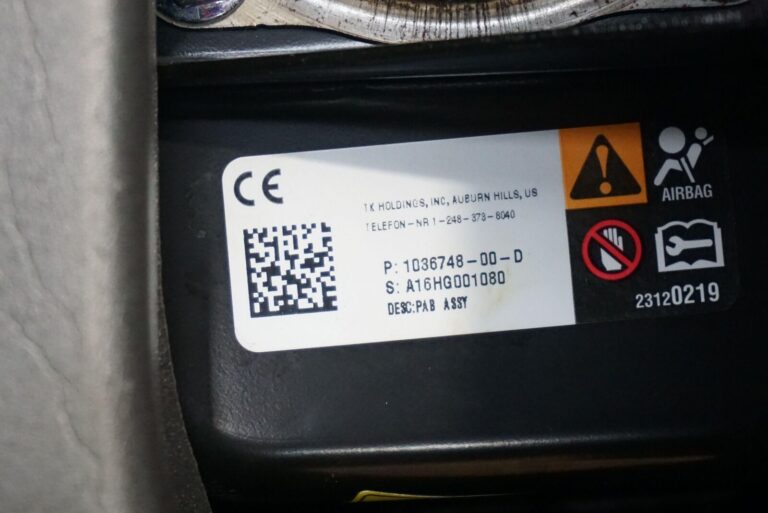 CE
TK HOLDINGS, INC, AUBURN HILLS, US
TELEFON-NR 1-248-373-8040
P: 1036748-00-D
S: A16HG001080
DESC:PAB ASSY
AIRBAG
23120219